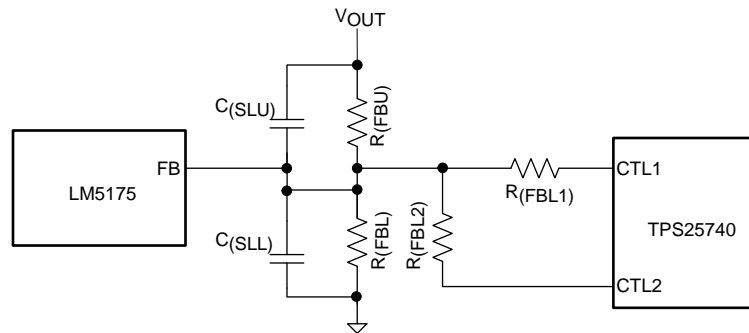 VOUT
C(SLU)
R(FBU)
FB
LM5175
R(FBL1)
CTL1
C(SLL)
R(FBL)
R(FBL2)
TPS25740
CTL2